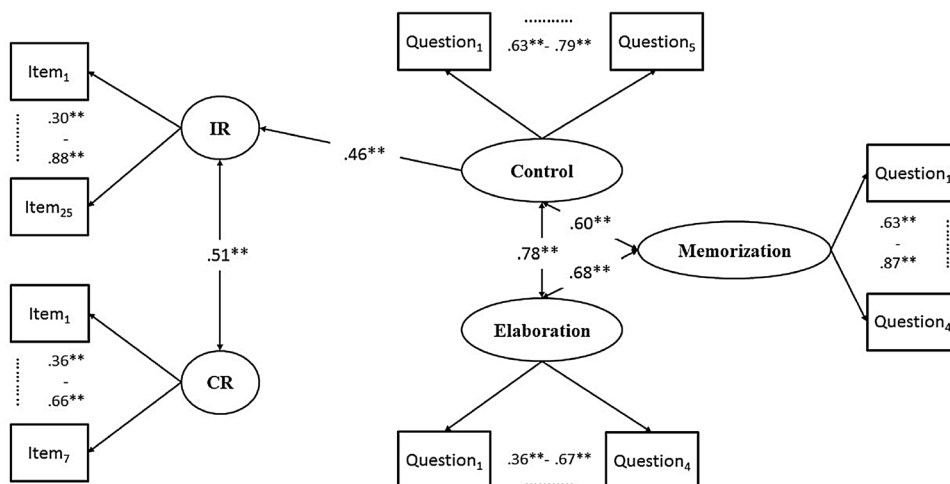 Question1
...........
.63**- .79**
Question5
Item1
.30**
-
.88**
Item25
IR
.46**
Control
.51**
.60**
.78**
.68**
Memorization
Question1
.63**
-
.87**
Question4
Item1
.36**
-
.66**
Item7
CR
Elaboration
Question1
.36**- .67**
Question4